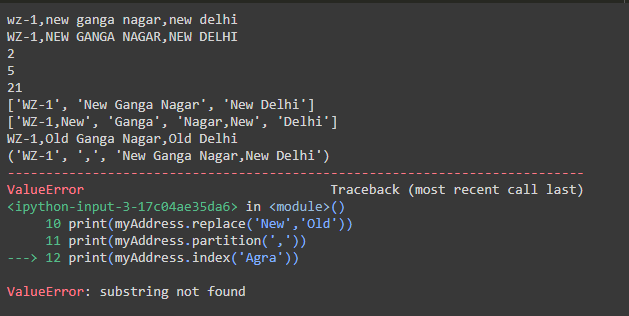 wz-1,new ganga nagar,new delhi
WZ-1,NEW GANGA NAGAR,NEW DELHI
2
5
21
['WZ-1', 'New Ganga Nagar', 'New Delhi']
['WZ-1,New', 'Ganga', 'Nagar,New', 'Delhi']
WZ-1,Old Ganga Nagar,Old Delhi
('WZ-1', ',', 'New Ganga Nagar,New Delhi')
---------------------------------------------------------------------------
ValueError                                Traceback (most recent call last)
<ipython-input-3-17c04ae35da6> in <module>()
     10 print(myAddress.replace('New','Old'))
     11 print(myAddress.partition(','))
---> 12 print(myAddress.index('Agra'))
ValueError: substring not found